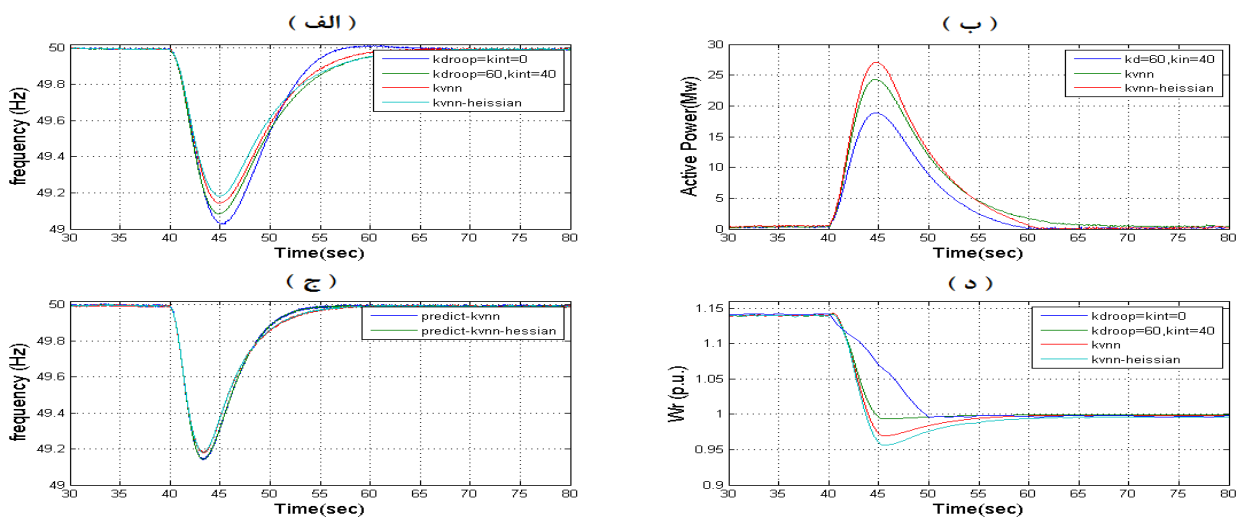 ( الف )
frequency (Hz)
50
49.8
49.6
49.4
49.2
49
30 35 40 45 50 55 60 65 70 75 80
Time(sec)
kdroop=kint=0
kdroop=60,kint=40
kvnn
kvnn-heissian
( ب )
Active Power(Mw)
30
25
20
15
10
5
0
30 35 40 45 50 55 60 65 70 75 80
Time(sec)
kd=60,kin=40
kvnn
kvnn-heissian
( ج )
frequency (Hz)
50
49.8
49.6
49.4
49.2
49
30 35 40 45 50 55 60 65 70 75 80
Time(sec)
predict-kvnn
predict-kvnn-hessian
( د )
Wr (p.u.)
1.15
1.1
1.05
1
0.95
0.9
30 35 40 45 50 55 60 65 70 75 80
Time(sec)
kdroop=kint=0
kdroop=60,kint=40
kvnn
kvnn-heissian